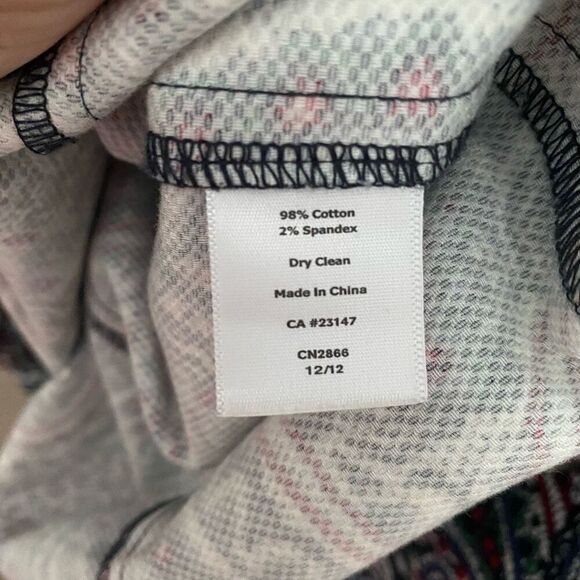 98% Cotton
2% Spandex
Dry Clean
Made In China
CA #23147
CN2866
12/12